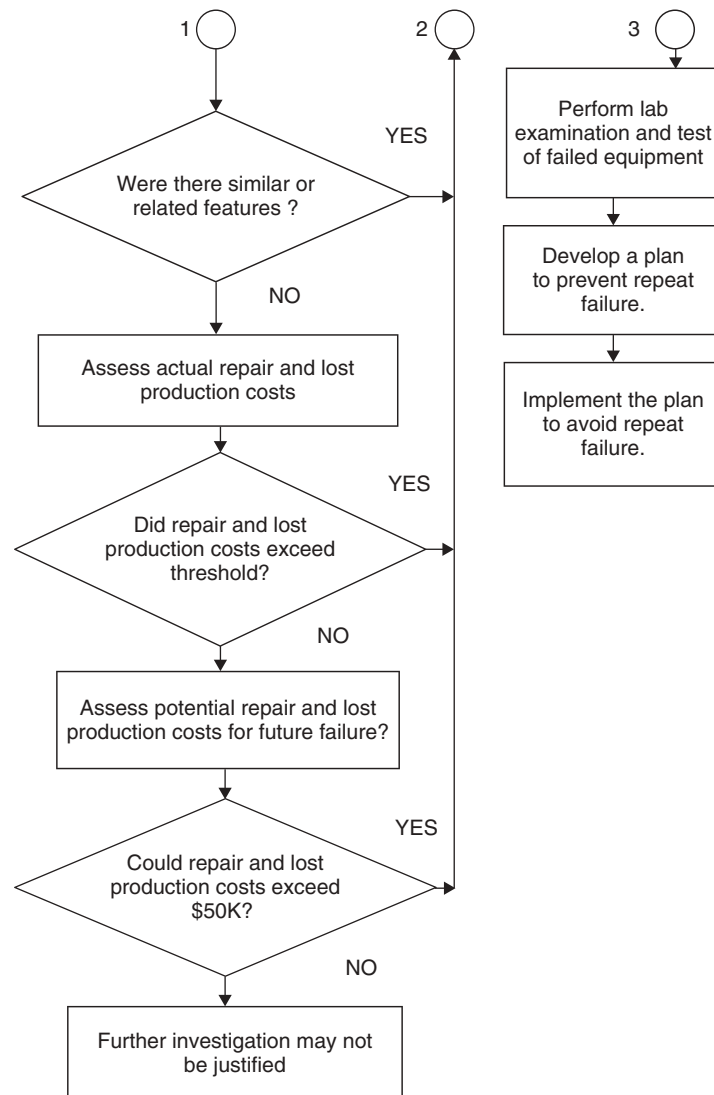 1
YES
Were there similar or
related features ?
NO
Assess actual repair and lost
production costs
YES
Did repair and lost
production costs exceed
threshold?
NO
Assess potential repair and lost
production costs for future failure?
YES
Could repair and lost
production costs exceed
$50K?
NO
Further investigation may not
be justified
2
3
Perform lab
examination and test
of failed equipment
Develop a plan
to prevent repeat
failure.
Implement the plan
to avoid repeat
failure.